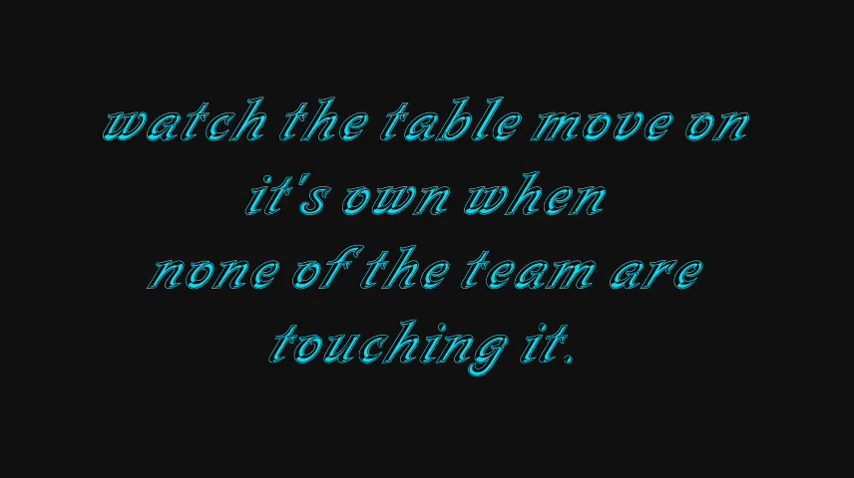 watch the table move on
it's own when
none of the team are
touching it.